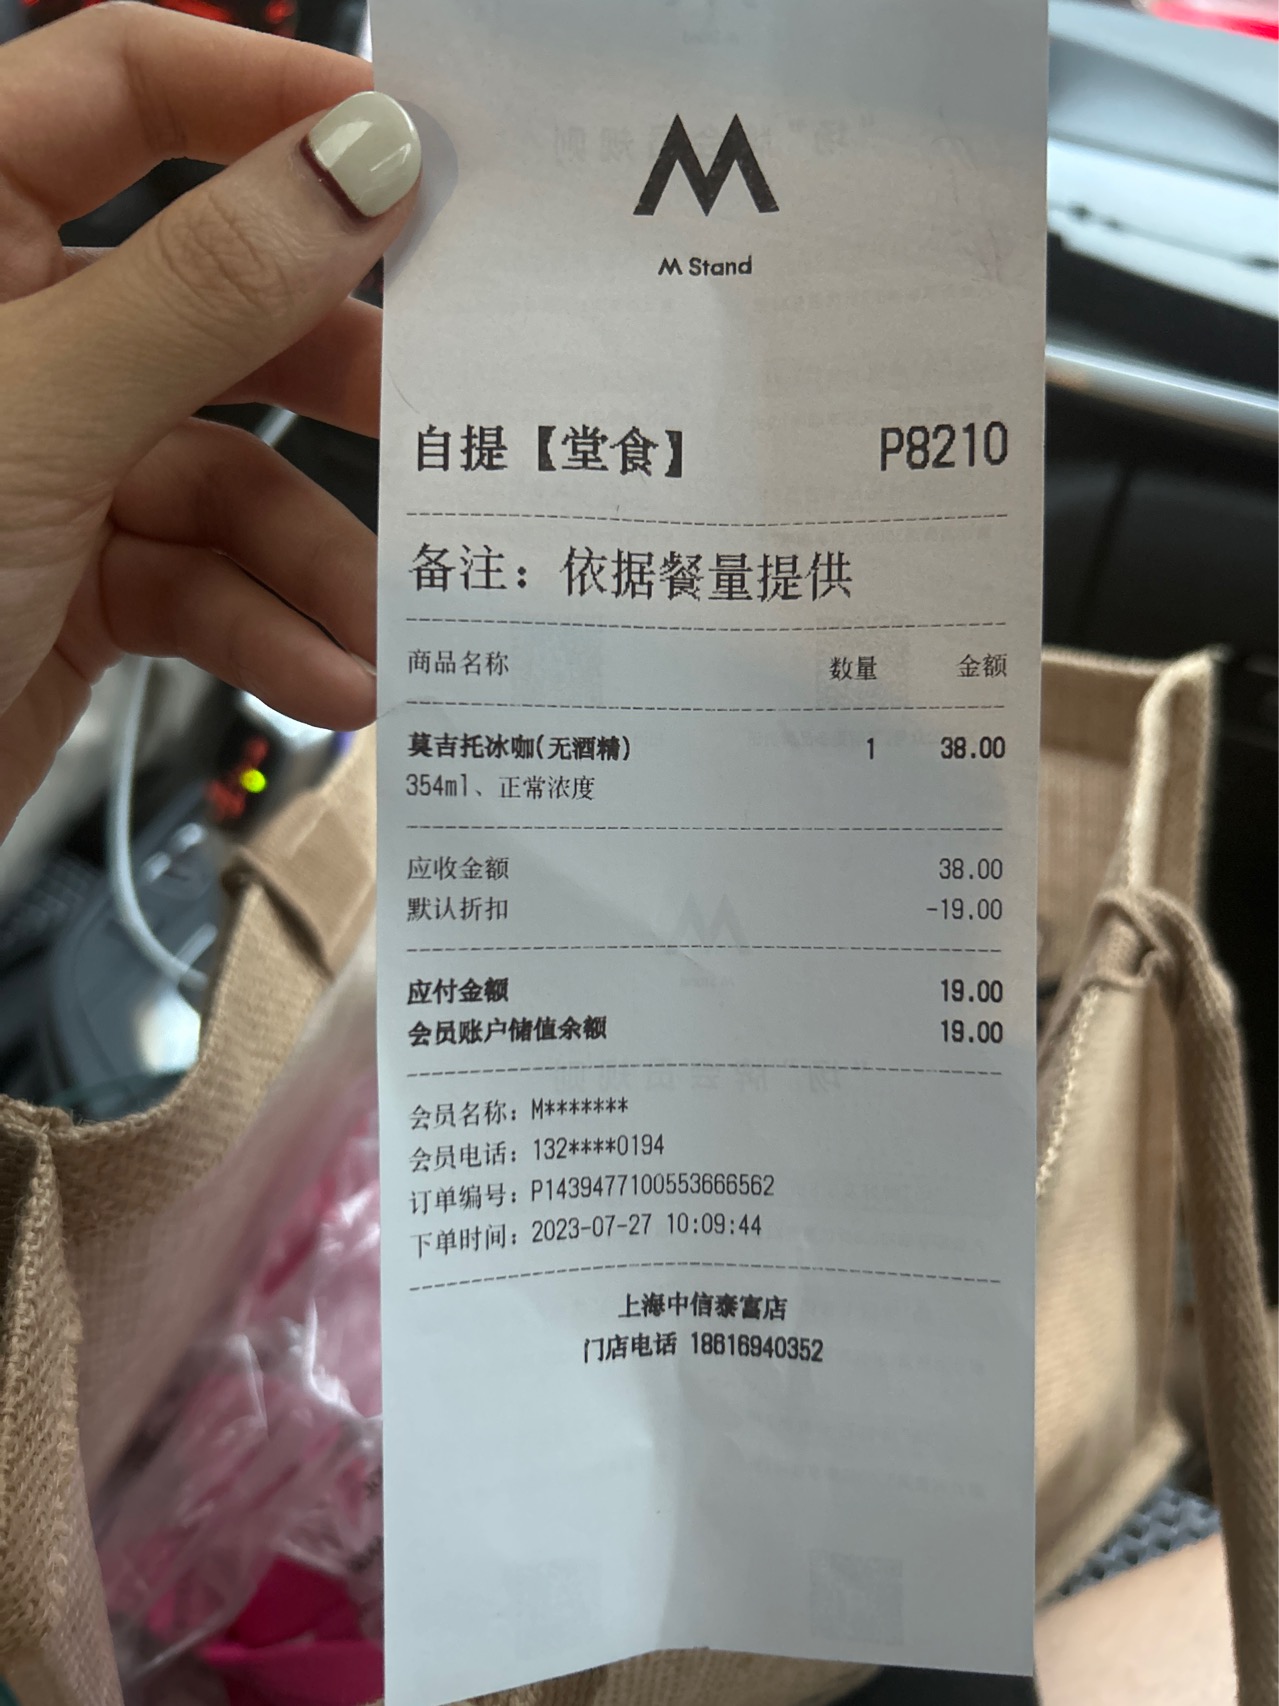 M Stand
自提【堂食】 P8210
备注：依据餐量提供
商品名称 数量 金额
莫吉托冰咖(无酒精) 1 38.00
354ml、正常浓度
应收金额 38.00
默认折扣 -19.00
应付金额 19.00
会员账户储值余额 19.00
会员名称：M*******
会员电话：132****0194
订单编号：P1439477100553666562
下单时间：2023-07-27 10:09:44
上海中信泰富店
门店电话 18616940352